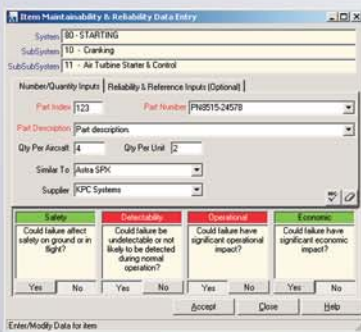 Item Maintainability & Reliability Data Entry
System 80 - STARTING
SubSystem 10 - Cranking
SubSubSystem 11 - Air Turbine Starter & Control
Number/Quantity Inputs Reliability & Reference Inputs (Optional)
Part Index 123 Part Number PN8515-24578
Part Description Part description.
Qty Per Aircraft 4 Qty Per Unit 2
Similar To Astra SPX
Supplier KPC Systems
Safety Detectability Operational Economic
Could failure affect safety on ground or in flight?
Could failure be undetectable or not likely to be detected during normal operation?
Could failure have significant operational impact?
Could failure have significant economic impact?
Yes No Yes No Yes No Yes No
Accept Close Help
Enter/Modify Data for item